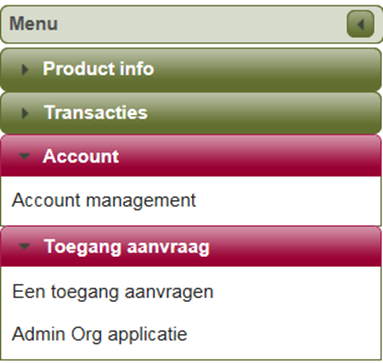 Menu
Product info
Transacties
Account
Account management
Toegang aanvraag
Een toegang aanvragen
Admin Org applicatie